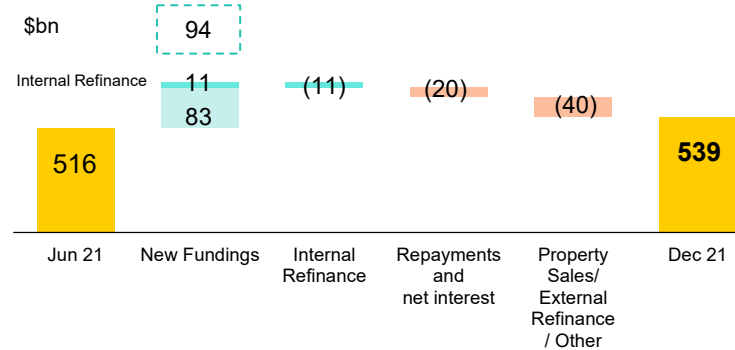 $bn
94
Internal Refinance
11
(11)
(20)
(40)
83
516
539
Jun 21
New Fundings
Internal
Refinance
Repayments
and
net interest
Property
Sales/
External
Refinance
/ Other
Dec 21